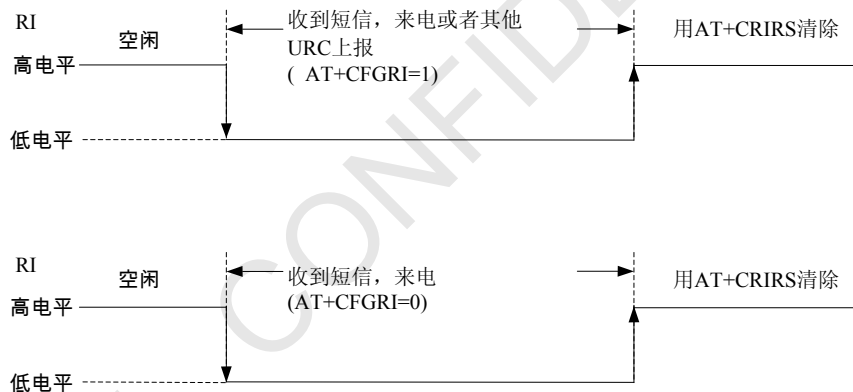 RI
空闲
收到短信，来电或者其他
URC上报
( AT+CFGRI=1)
用AT+CRIRS清除
高电平
低电平
RI
空闲
收到短信，来电
(AT+CFGRI=0)
用AT+CRIRS清除
高电平
低电平
CONFIDE